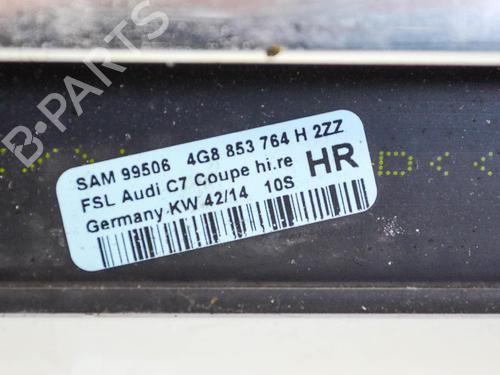 B-Parts
SAM 99506 4G8 853 764 H 2ZZ
FSL Audi C7 Coupe hi.re HR
Germany KW 42/14 10S
D<<